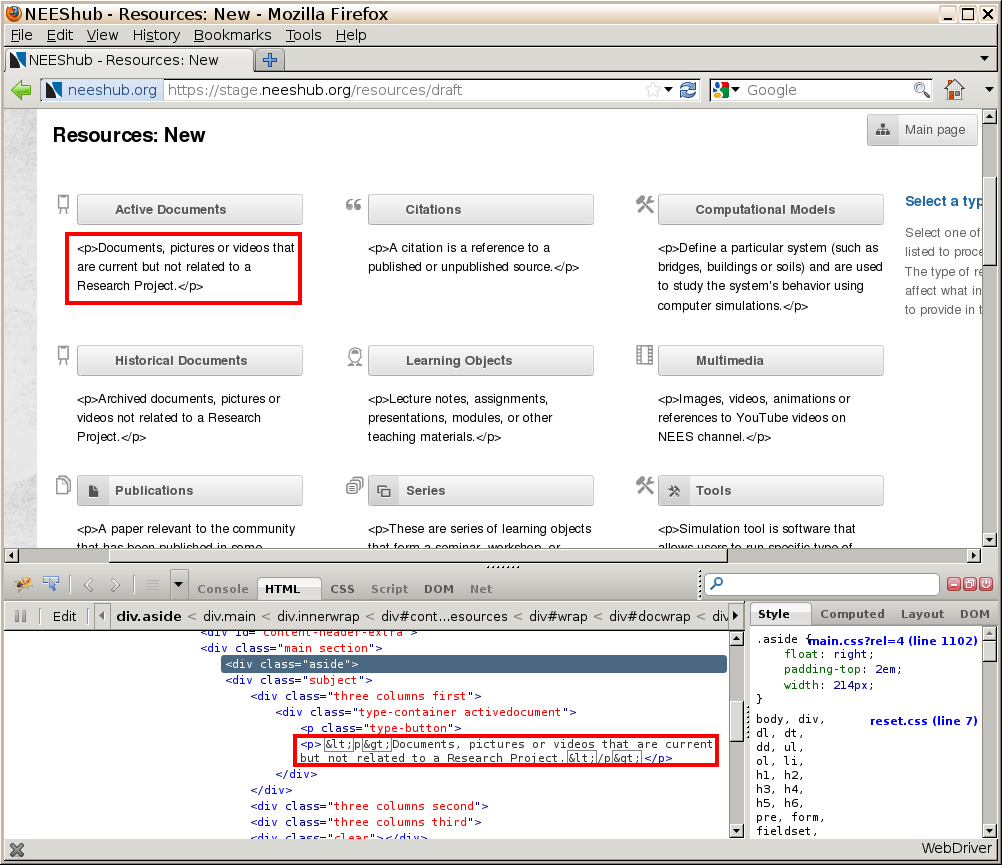 NEEShub - Resources: New - Mozilla Firefox
File Edit View History Bookmarks Tools Help
NEEShub - Resources: New
neeshub.org https://stage.neeshub.org/resources/draft Google
Resources: New
Main page
Active Documents
<p>Documents, pictures or videos that
are current but not related to a
Research Project.</p>
Citations
<p>A citation is a reference to a
published or unpublished source.</p>
Computational Models
<p>Define a particular system (such as
bridges, buildings or soils) and are used
to study the system's behavior using
computer simulations.</p>
Select a typ
Select one of
listed to proce
The type of re
affect what in
to provide in t
Historical Documents
<p>Archived documents, pictures or
videos not related to a Research
Project.</p>
Learning Objects
<p>Lecture notes, assignments,
presentations, modules, or other
teaching materials.</p>
Multimedia
<p>Images, videos, animations or
references to YouTube videos on
NEES channel.</p>
Publications
<p>A paper relevant to the community
that has been published in some
Series
<p>These are series of learning objects
that form a seminar, workshop, or
Tools
<p>Simulation tool is software that
allows users to run specific type of
Console HTML CSS Script DOM Net
Edit div.aside < div.main < div.innerwrap < div#cont...esources < div#wrap < div#docwrap < div
<div id="content-header-extra">
<div class="main section">
<div class="aside">
<div class="subject">
<div class="three columns first">
<div class="type-container activedocument">
<p class="type-button">
<p> &lt;p&gt;Documents, pictures or videos that are current
but not related to a Research Project.&lt;/p&gt; </p>
</div>
</div>
<div class="three columns second">
<div class="three columns third">
<div class="clear"></div>
Style Computed Layout DOM
.aside { main.css?rel=4 (line 1102)
float: right;
padding-top: 2em;
width: 214px;
}
body, div, reset.css (line 7)
dl, dt,
dd, ul,
ol, li,
h1, h2,
h3, h4,
h5, h6,
pre, form,
fieldset,
WebDriver